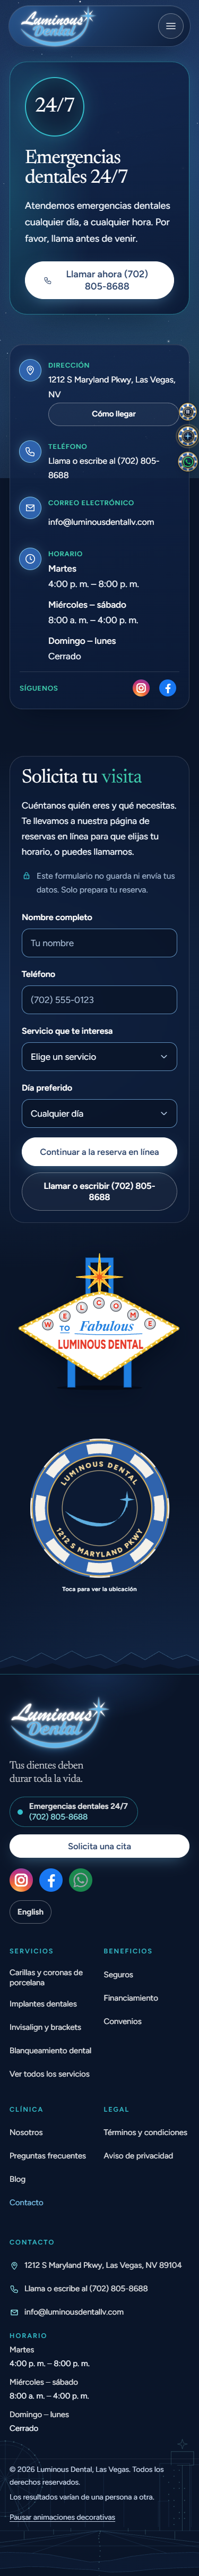 Luminous
Dental
24/7
Emergencias
dentales 24/7
Atendemos emergencias dentales
cualquier día, a cualquier hora. Por
favor, llama antes de venir.
Llamar ahora (702)
805-8688
DIRECCIÓN
1212 S Maryland Pkwy, Las Vegas,
NV
Cómo llegar
TELÉFONO
Llama o escribe al (702) 805-
8688
CORREO ELECTRÓNICO
info@luminousdentallv.com
HORARIO
Martes
4:00 p. m. – 8:00 p. m.
Miércoles – sábado
8:00 a. m. – 4:00 p. m.
Domingo – lunes
Cerrado
SÍGUENOS
Solicita tu visita
Cuéntanos quién eres y qué necesitas.
Te llevamos a nuestra página de
reservas en línea para que elijas tu
horario, o puedes llamarnos.
Este formulario no guarda ni envía tus
datos. Solo prepara tu reserva.
Nombre completo
Tu nombre
Teléfono
(702) 555-0123
Servicio que te interesa
Elige un servicio
Día preferido
Cualquier día
Continuar a la reserva en línea
Llamar o escribir (702) 805-
8688
WELCOME
TO Fabulous
LUMINOUS DENTAL
LUMINOUS DENTAL
1212 S MARYLAND PKWY
Toca para ver la ubicación
Luminous
Dental
Tus dientes deben
durar toda la vida.
Emergencias dentales 24/7
(702) 805-8688
Solicita una cita
English
SERVICIOS
Carillas y coronas de
porcelana
Implantes dentales
Invisalign y brackets
Blanqueamiento dental
Ver todos los servicios
BENEFICIOS
Seguros
Financiamiento
Convenios
CLÍNICA
Nosotros
Preguntas frecuentes
Blog
Contacto
LEGAL
Términos y condiciones
Aviso de privacidad
CONTACTO
1212 S Maryland Pkwy, Las Vegas, NV 89104
Llama o escribe al (702) 805-8688
info@luminousdentallv.com
HORARIO
Martes
4:00 p. m. – 8:00 p. m.
Miércoles – sábado
8:00 a. m. – 4:00 p. m.
Domingo – lunes
Cerrado
© 2026 Luminous Dental, Las Vegas. Todos los
derechos reservados.
Los resultados varían de una persona a otra.
Pausar animaciones decorativas